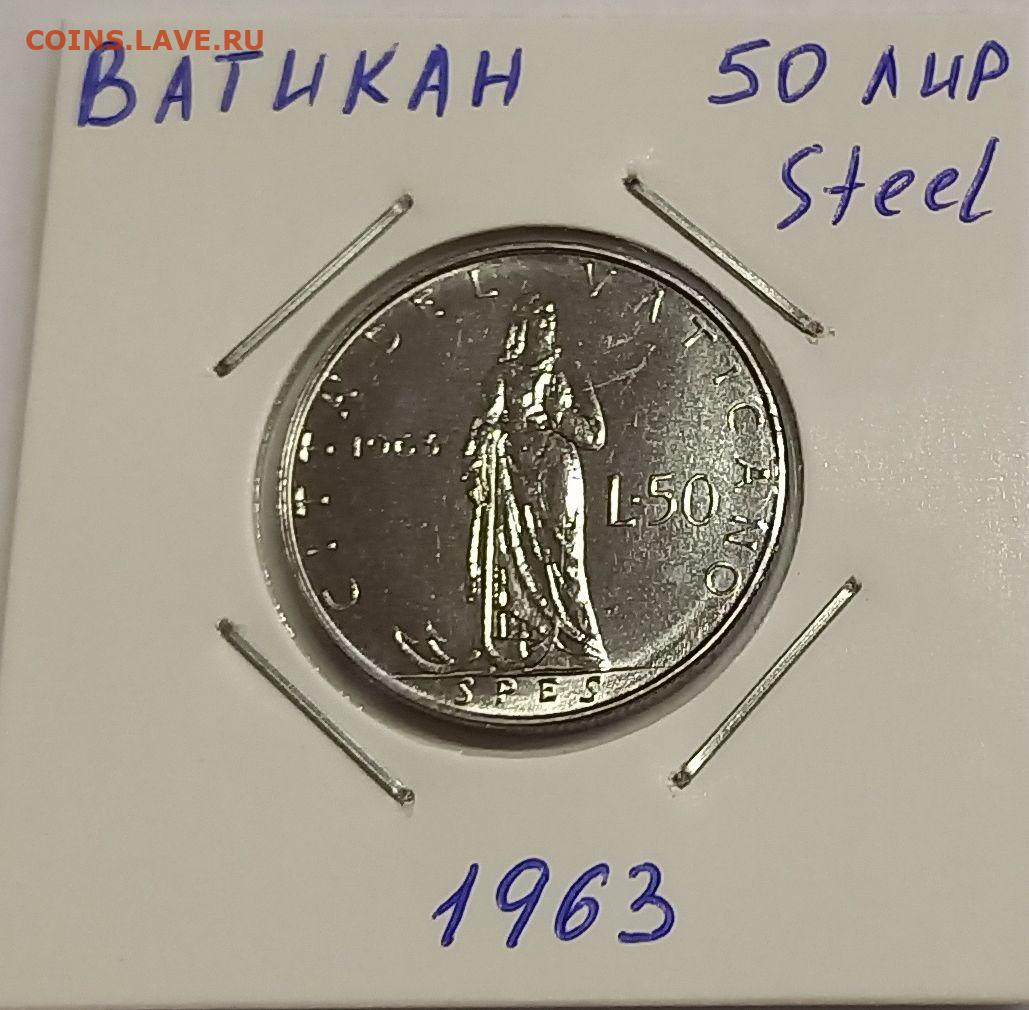 COINS.LAVE.RU
ВАТИКАН 50 ЛИР
Steel
CITTA DEL VATICANO
· 1963
L·50
SPES
1963